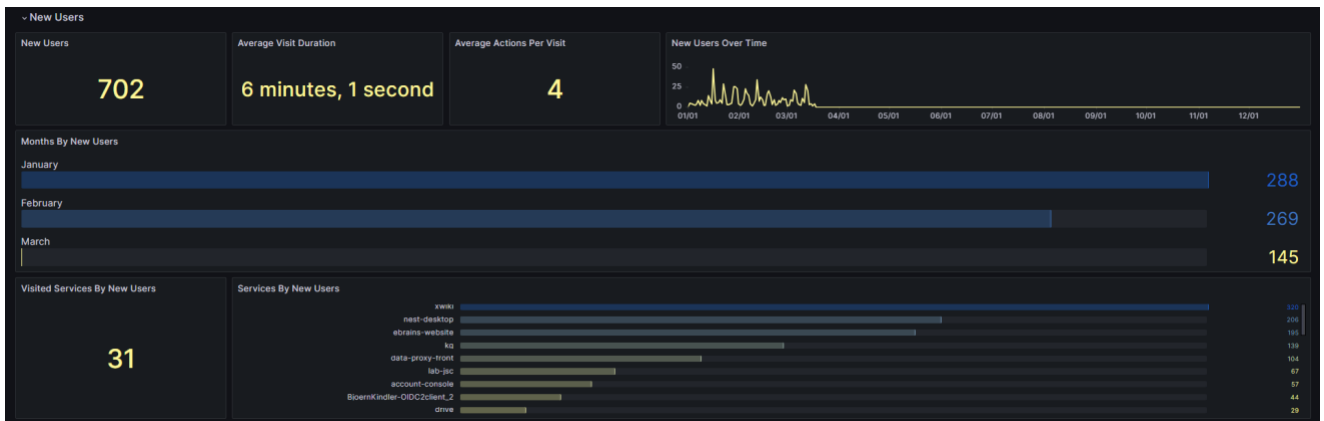 New Users
New Users
702
Average Visit Duration
6 minutes, 1 second
Average Actions Per Visit
4
New Users Over Time
50
25
0
01/01 02/01 03/01 04/01 05/01 06/01 07/01 08/01 09/01 10/01 11/01 12/01
Months By New Users
January
288
February
269
March
145
Visited Services By New Users
31
Services By New Users
xwiki
nest-desktop 206
ebrains-website 195
kg 139
data-proxy-front 104
lab-jsc 67
account-console 57
BjoernKindler-OIDC2client_2 44
drive 29